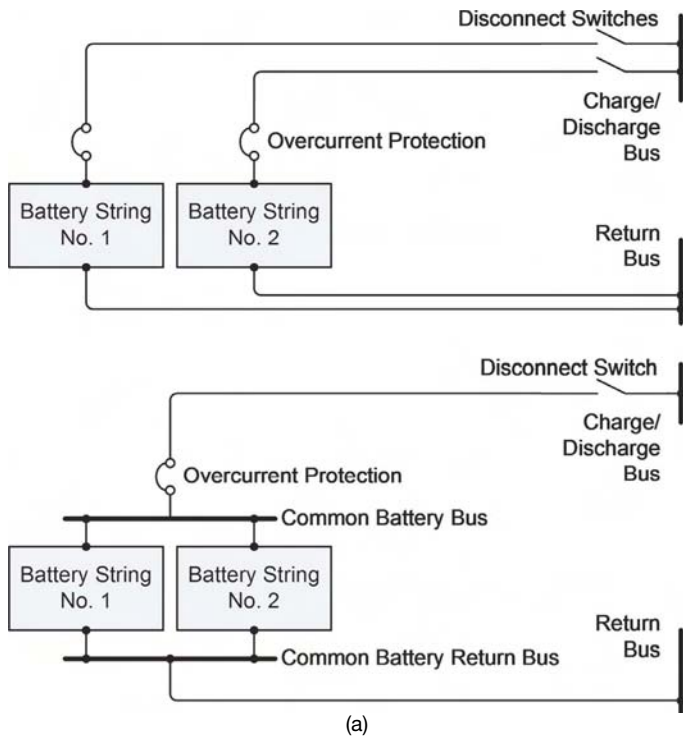 Disconnect Switches
Charge/
Discharge
Bus
Overcurrent Protection
Battery String
No. 1
Battery String
No. 2
Return
Bus
Disconnect Switch
Charge/
Discharge
Bus
Overcurrent Protection
Common Battery Bus
Battery String
No. 1
Battery String
No. 2
Return
Bus
Common Battery Return Bus
(a)